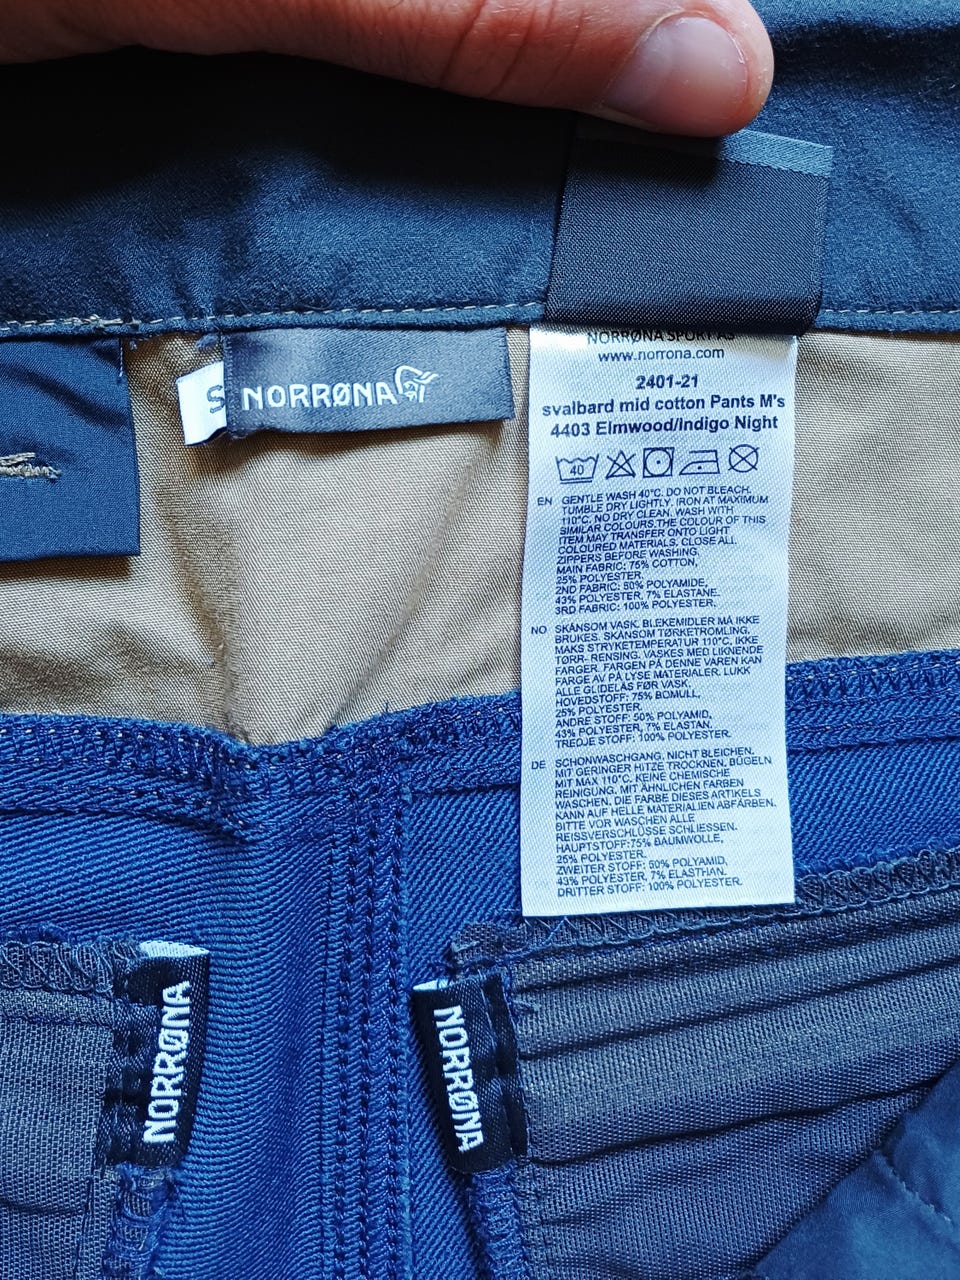 S
NORRØNA
NORRØNA SPORT AS
www.norrona.com
2401-21
svalbard mid cotton Pants M's
4403 Elmwood/Indigo Night
40
EN GENTLE WASH 40°C. DO NOT BLEACH.
TUMBLE DRY LIGHTLY. IRON AT MAXIMUM
110°C. NO DRY CLEAN. WASH WITH
SIMILAR COLOURS.THE COLOUR OF THIS
ITEM MAY TRANSFER ONTO LIGHT
COLOURED MATERIALS. CLOSE ALL
ZIPPERS BEFORE WASHING.
MAIN FABRIC: 75% COTTON,
25% POLYESTER.
2ND FABRIC: 50% POLYAMIDE,
43% POLYESTER, 7% ELASTANE.
3RD FABRIC: 100% POLYESTER.
NO SKÅNSOM VASK. BLEKEMIDLER MÅ IKKE
BRUKES. SKÅNSOM TØRKETROMLING.
MAKS STRYKETEMPERATUR 110°C. IKKE
TØRR- RENSING. VASKES MED LIKNENDE
FARGER. FARGEN PÅ DENNE VAREN KAN
FARGE AV PÅ LYSE MATERIALER. LUKK
ALLE GLIDELÅS FØR VASK.
HOVEDSTOFF: 75% BOMULL,
25% POLYESTER.
ANDRE STOFF: 50% POLYAMID,
43% POLYESTER, 7% ELASTAN.
TREDJE STOFF: 100% POLYESTER.
DE SCHONWASCHGANG. NICHT BLEICHEN.
MIT GERINGER HITZE TROCKNEN. BÜGELN
MIT MAX 110°C. KEINE CHEMISCHE
REINIGUNG. MIT ÄHNLICHEN FARBEN
WASCHEN. DIE FARBE DIESES ARTIKELS
KANN AUF HELLE MATERIALIEN ABFÄRBEN.
BITTE VOR WASCHEN ALLE
REISSVERSCHLÜSSE SCHLIESSEN.
HAUPTSTOFF:75% BAUMWOLLE,
25% POLYESTER.
ZWEITER STOFF: 50% POLYAMID,
43% POLYESTER, 7% ELASTHAN.
DRITTER STOFF: 100% POLYESTER.
NORRØNA
NORRØNA